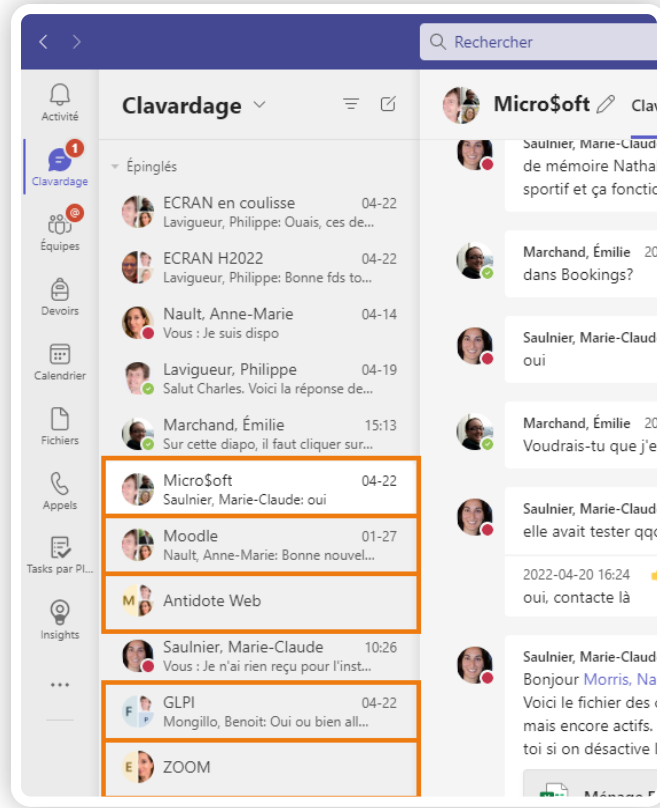 Rechercher
Activité
1
Clavardage
@
Équipes
Devoirs
Calendrier
Fichiers
Appels
Tasks par Pl...
Insights
Clavardage
Épinglés
ECRAN en coulisse 04-22
Lavigueur, Philippe: Ouais, ces de...
ECRAN H2022 04-22
Lavigueur, Philippe: Bonne fds to...
Nault, Anne-Marie 04-14
Vous : Je suis dispo
Lavigueur, Philippe 04-19
Salut Charles. Voici la réponse de...
Marchand, Émilie 15:13
Sur cette diapo, il faut cliquer sur...
Micro$oft 04-22
Saulnier, Marie-Claude: oui
Moodle 01-27
Nault, Anne-Marie: Bonne nouvel...
M
Antidote Web
Saulnier, Marie-Claude 10:26
Vous : Je n'ai rien reçu pour l'inst...
F
P
GLPI 04-22
Mongillo, Benoit: Oui ou bien all...
E
ZOOM
Micro$oft Clav
Saulnier, Marie-Claud
de mémoire Natha
sportif et ça fonctio
Marchand, Émilie 20
dans Bookings?
Saulnier, Marie-Claud
oui
Marchand, Émilie 20
Voudrais-tu que j'e
Saulnier, Marie-Claud
elle avait tester qqc
2022-04-20 16:24
oui, contacte là
Saulnier, Marie-Claud
Bonjour Morris, Na
Voici le fichier des
mais encore actifs.
toi si on désactive
Ménage